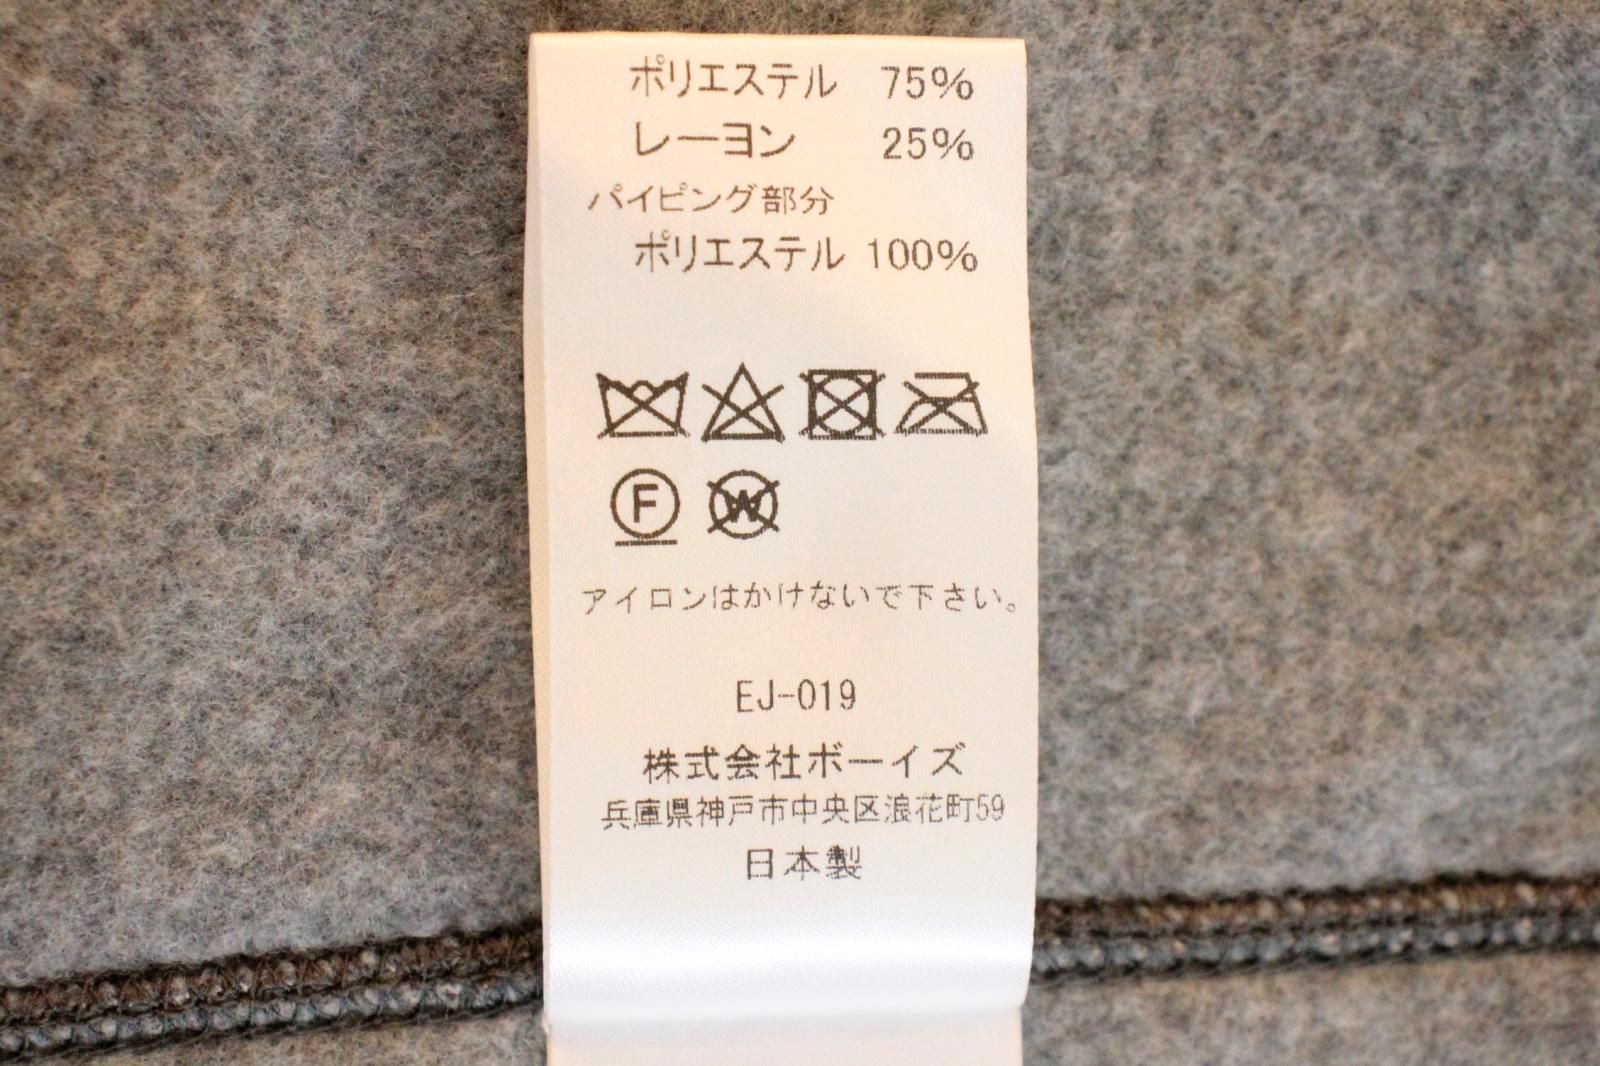 ポリエステル 75%
レーヨン 25%
パイピング部分
ポリエステル 100%
F W
アイロンはかけないで下さい。
EJ-019
株式会社ボーイズ
兵庫県神戸市中央区浪花町59
日本製